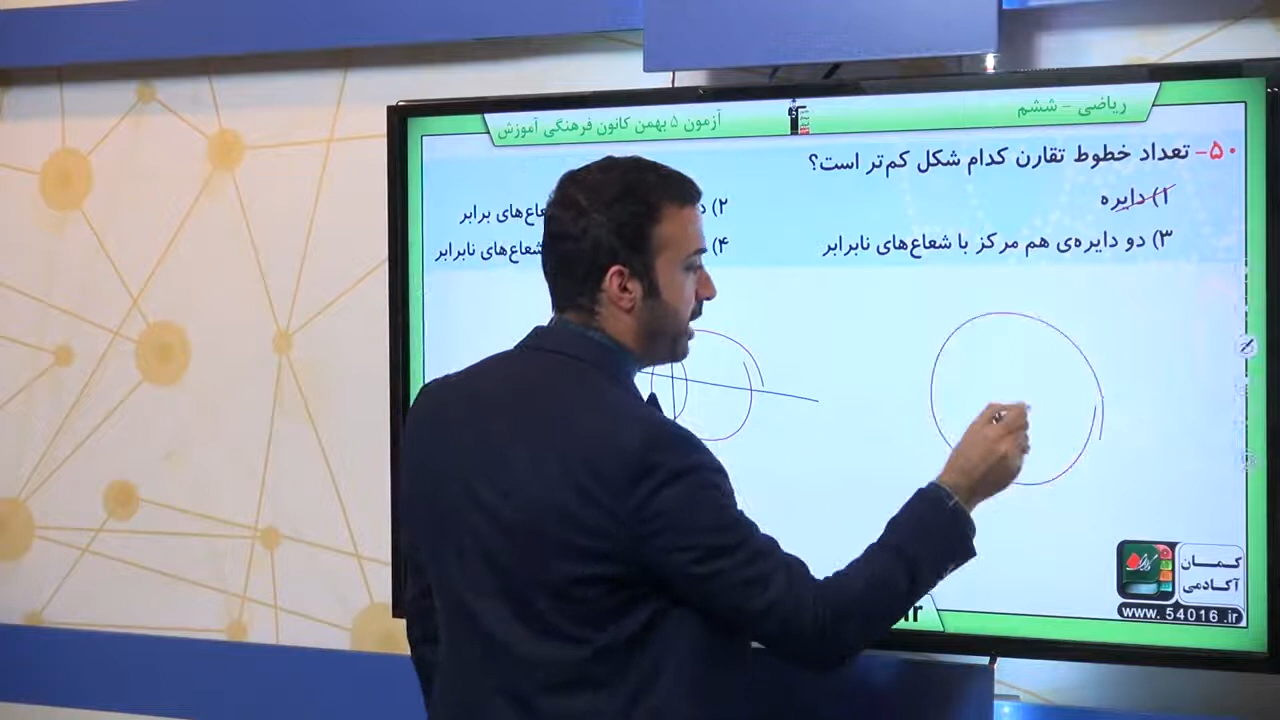 ریاضی - ششم
آزمون ۵ بهمن کانون فرهنگی آموزش
۵۰- تعداد خطوط تقارن کدام شکل کم‌تر است؟
۱) دایره
۲) د
شعاع‌های برابر
۳) دو دایره‌ی هم مرکز با شعاع‌های نابرابر
۴)
شعاع‌های نابرابر
کمان
آکادمی
www.54016.ir
ir